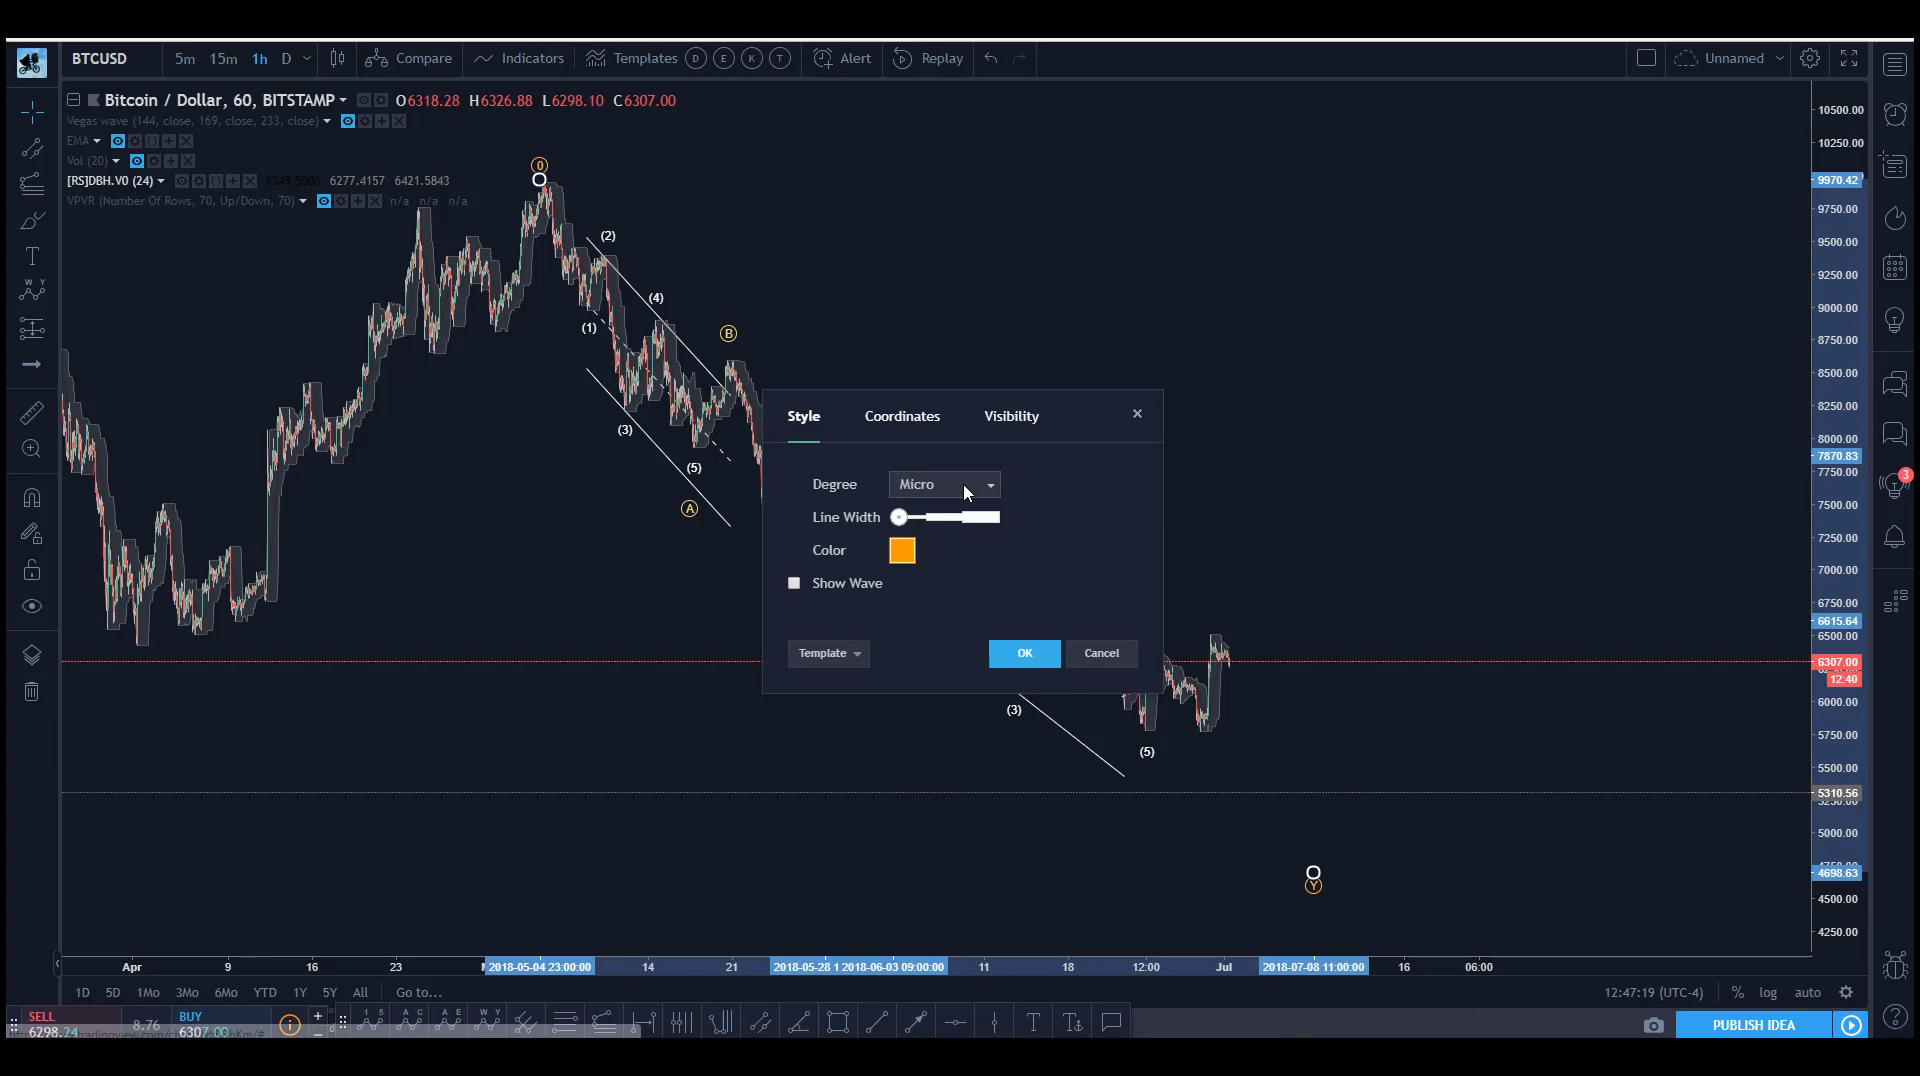 BTCUSD 5m 15m 1h D Compare Indicators Templates D E K T Alert Replay Unnamed
Bitcoin / Dollar, 60, BITSTAMP O6318.28 H6326.88 L6298.10 C6307.00
Vegas wave (144, close, 169, close, 233, close)
EMA
Vol (20)
[RS]DBH.V0 (24) 6349.5000 6277.4157 6421.5843
VPVR (Number Of Rows, 70, Up/Down, 70) n/a n/a n/a
0
(2)
(4)
(1)
B
(3)
(5)
A
Style Coordinates Visibility
Degree Micro
Line Width
Color
Show Wave
Template OK Cancel
(3)
(5)
Y
10500.00
10250.00
9970.42
9750.00
9500.00
9250.00
9000.00
8750.00
8500.00
8250.00
8000.00
7870.83
7750.00
7500.00
7250.00
7000.00
6750.00
6615.64
6500.00
6307.00
12:40
6000.00
5750.00
5500.00
5310.56
5250.00
5000.00
4750.00
4698.63
4500.00
4250.00
3
Apr 9 16 23 2018-05-04 23:00:00 14 21 2018-05-28 1 2018-06-03 09:00:00 11 18 12:00 Jul 2018-07-08 11:00:00 16 06:00
1D 5D 1Mo 3Mo 6Mo YTD 1Y 5Y All Go to... 12:47:19 (UTC-4) % log auto
SELL BUY
6298.24 8.76 6307.00
PUBLISH IDEA